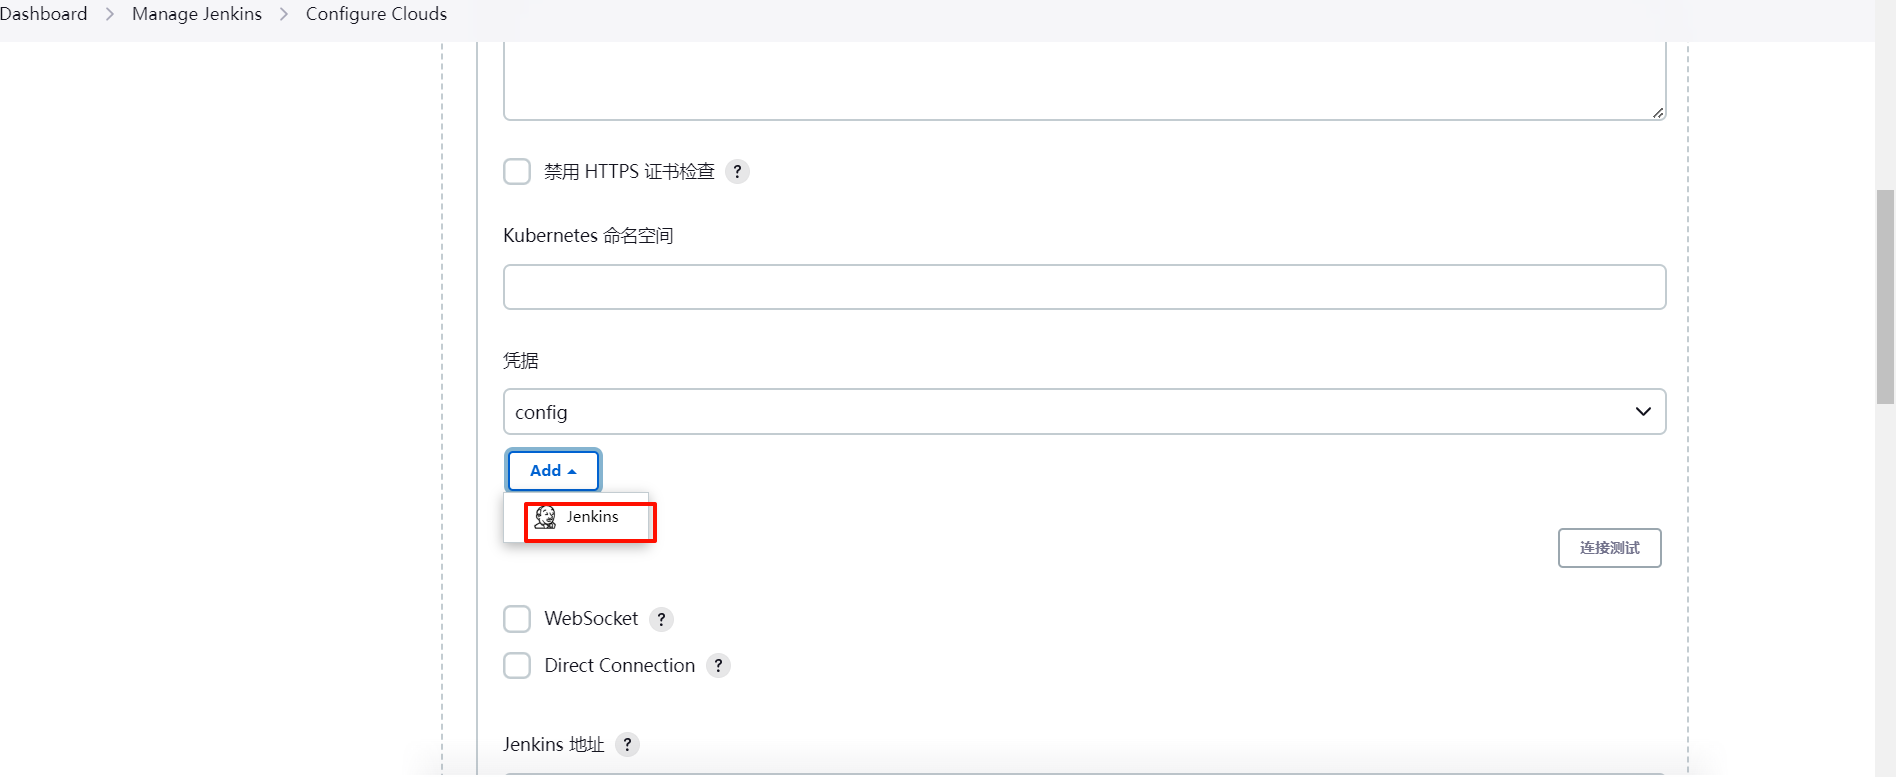 Dashboard > Manage Jenkins > Configure Clouds
禁用 HTTPS 证书检查 ?
Kubernetes 命名空间
凭据
config
Add
Jenkins
连接测试
WebSocket ?
Direct Connection ?
Jenkins 地址 ?